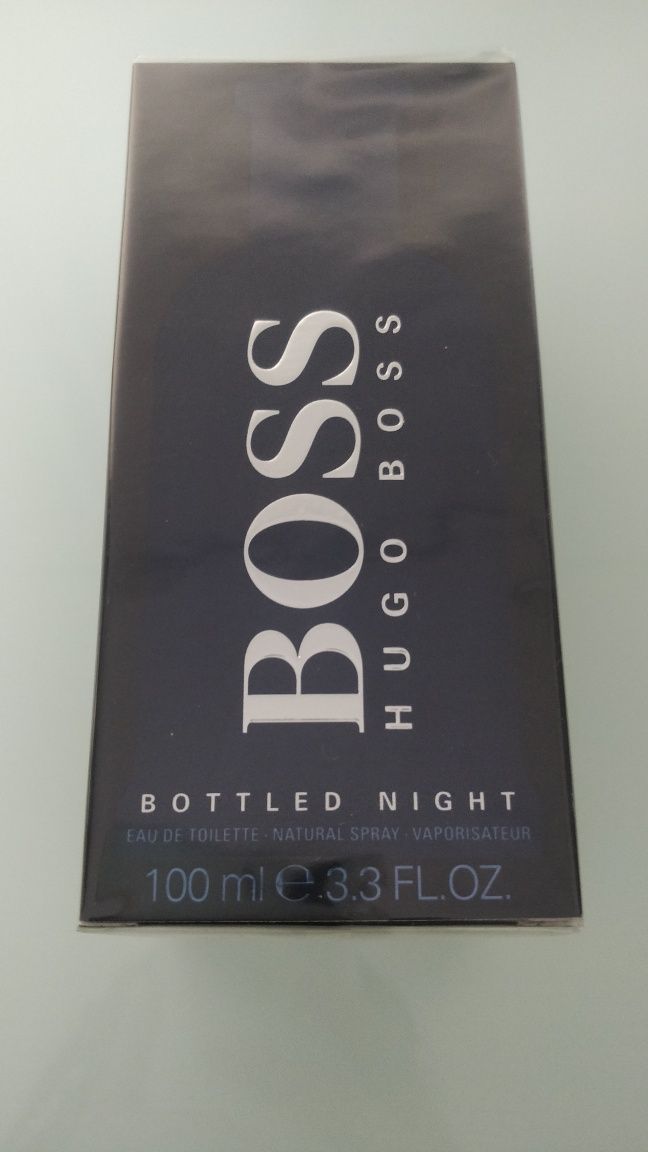 BOSS
HUGO BOSS
BOTTLED NIGHT
EAU DE TOILETTE · NATURAL SPRAY · VAPORISATEUR
100 ml ℮ 3.3 FL.OZ.